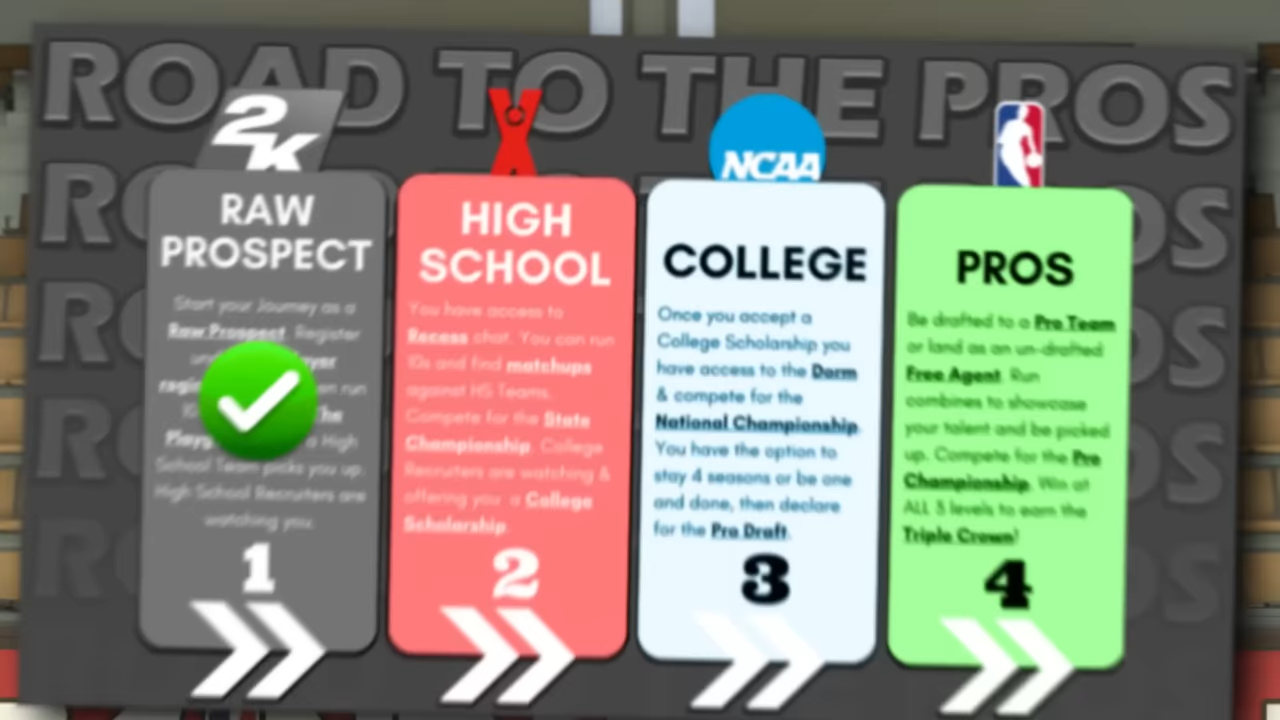 ROAD TO THE PROS
2K
NCAA
RAW
PROSPECT
Start your Journey as a
Raw Prospect. Register
School Team picks you up.
High School Recruiters are
watching you.
1
HIGH
SCHOOL
You have access to
Recess chat. You can run
10s and find matchups
against HS Teams.
Compete for the State
Championship. College
Recruiters are watching &
offering you a College
Scholarship.
2
COLLEGE
Once you accept a
College Scholarship you
have access to the Dorm
& compete for the
National Championship.
You have the option to
stay 4 seasons or be one
and done, then declare
for the Pro Draft.
3
PROS
Be drafted to a Pro Team
or land as an un-drafted
Free Agent. Run
combines to showcase
your talent and be picked
up. Compete for the Pro
Championship. Win at
ALL 3 levels to earn the
Triple Crown!
4